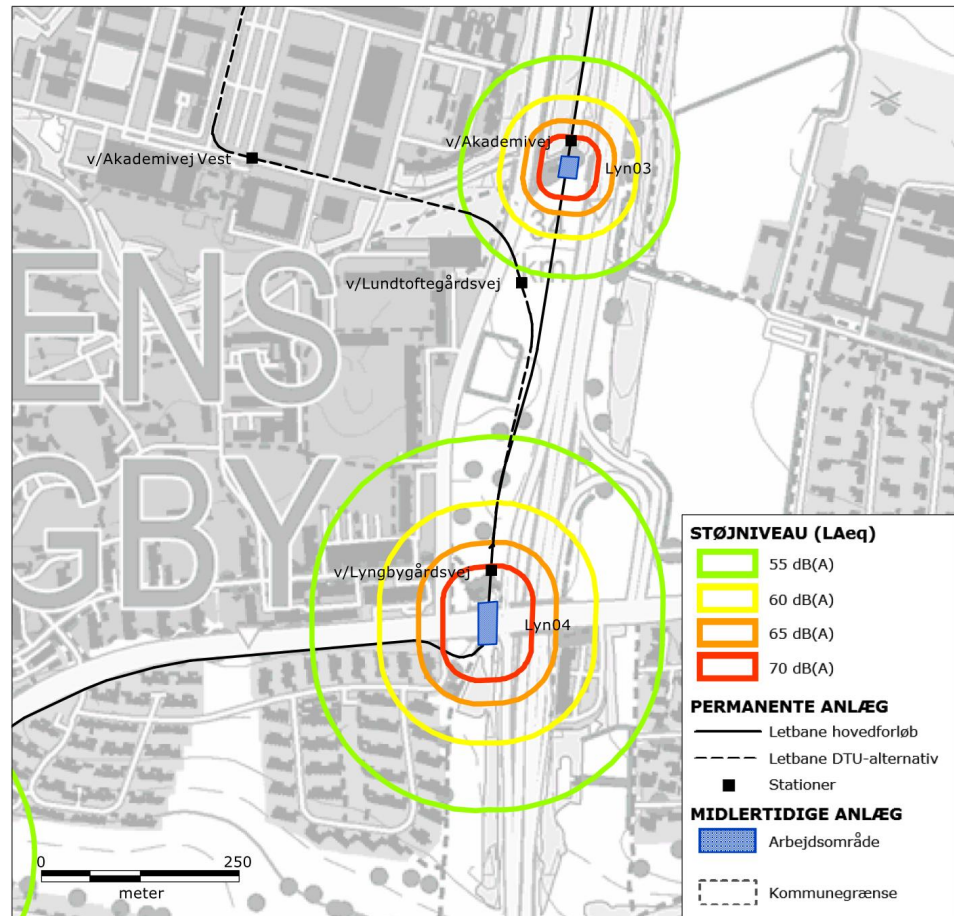 v/Akademivej
Lyn03
v/Akademivej Vest
km
v/Lundtoftegårdsvej
ENS
GBY
v/Lyngbygårdsvej
Lyn04
0 250
meter
STØJNIVEAU (LAeq)
55 dB(A)
60 dB(A)
65 dB(A)
70 dB(A)
PERMANENTE ANLÆG
Letbane hovedforløb
Letbane DTU-alternativ
Stationer
MIDLERTIDIGE ANLÆG
Arbejdsområde
Kommunegrænse